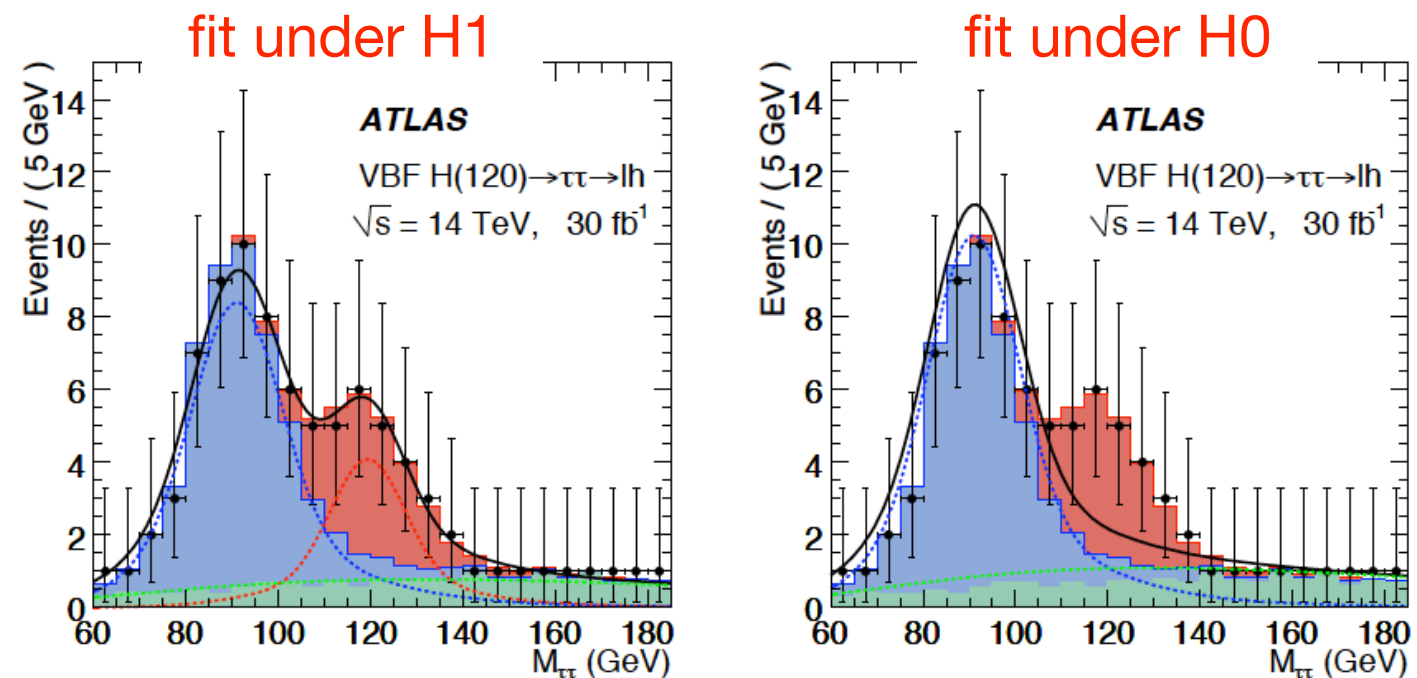 fit under H1
Events / ( 5 GeV )
14
12
10
8
6
4
2
0
ATLAS
VBF H(120)→ττ→lh
√s = 14 TeV, 30 fb⁻¹
60 80 100 120 140 160 180
Mττ (GeV)
fit under H0
Events / ( 5 GeV )
14
12
10
8
6
4
2
0
ATLAS
VBF H(120)→ττ→lh
√s = 14 TeV, 30 fb⁻¹
60 80 100 120 140 160 180
Mττ (GeV)